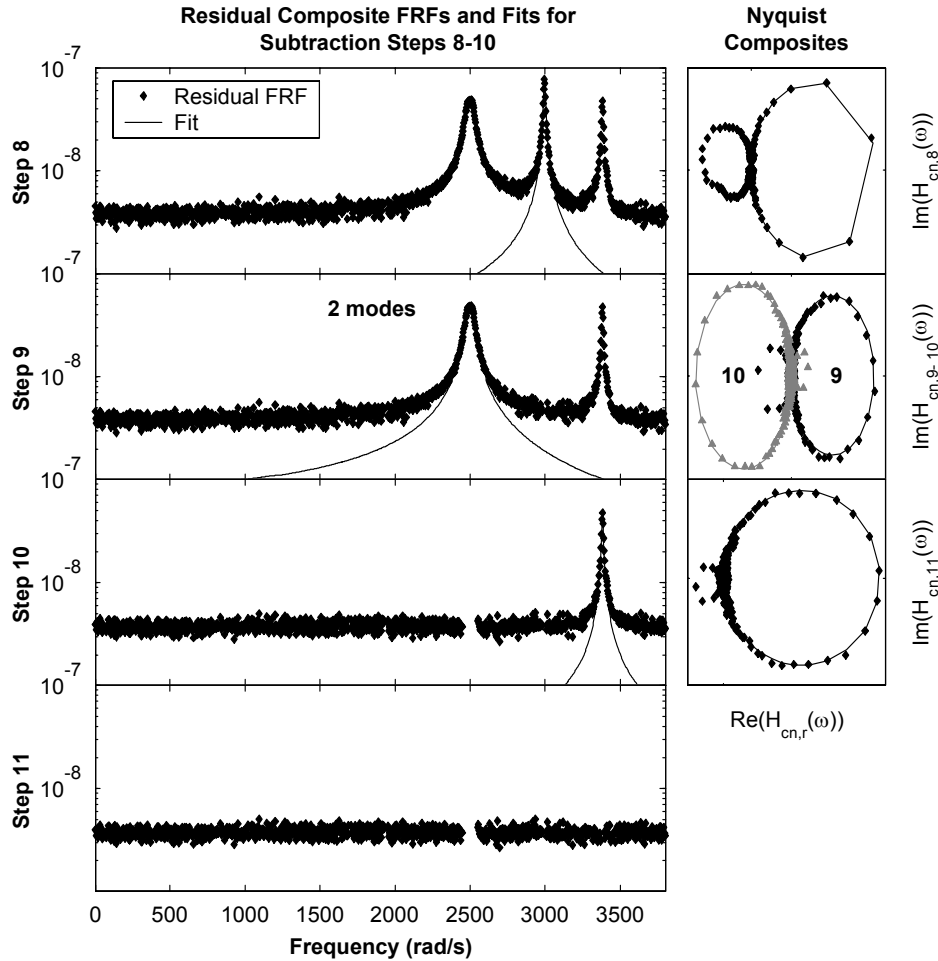 Residual Composite FRFs and Fits for
Subtraction Steps 8-10
Nyquist
Composites
10^-7
Residual FRF
Fit
Step 8
10^-8
Im(H_cn,8(ω))
10^-7
2 modes
Step 9
10^-8
10
9
Im(H_cn,9-10(ω))
10^-7
Step 10
10^-8
Im(H_cn,11(ω))
10^-7
Re(H_cn,r(ω))
Step 11
10^-8
0 500 1000 1500 2000 2500 3000 3500
Frequency (rad/s)